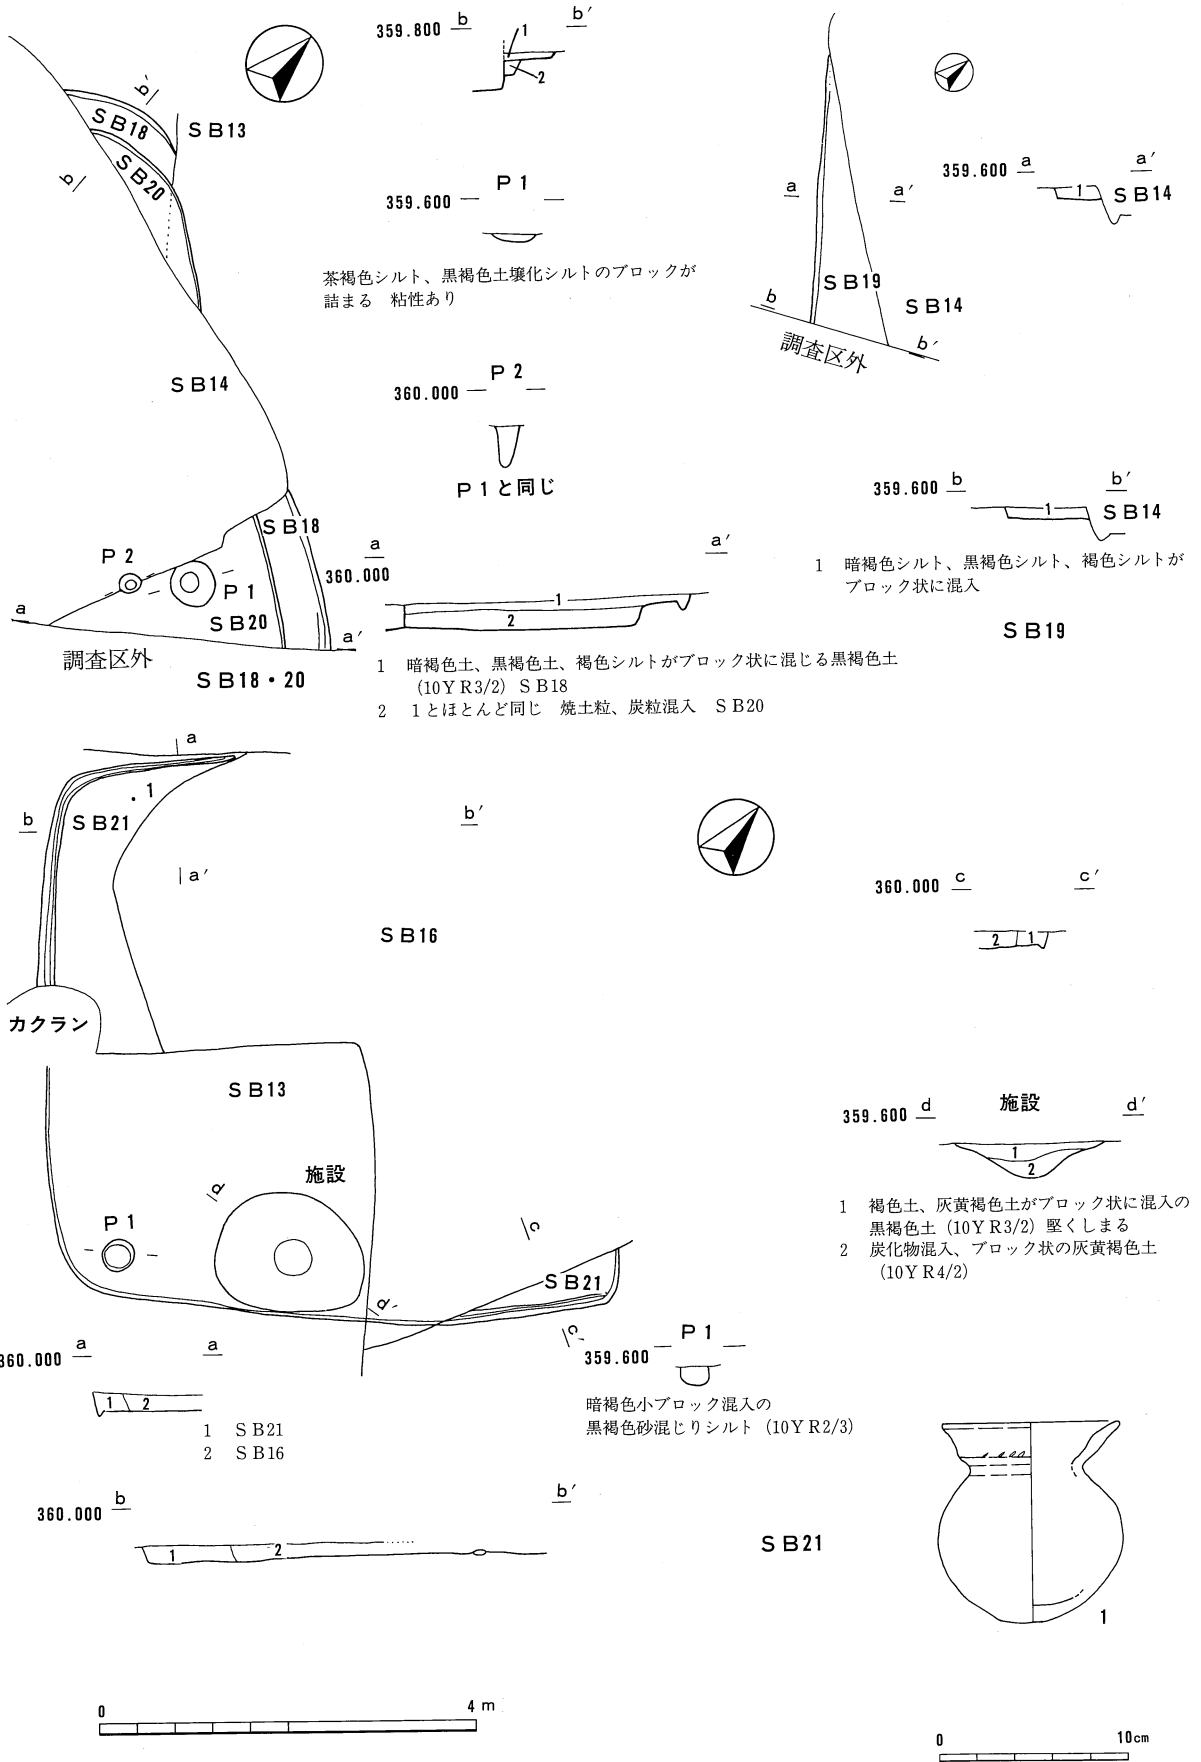 359.800 b b′
1
2
b′
b
SB18
SB13
SB20
P1
359.600
茶褐色シルト、黒褐色土壌化シルトのブロックが
詰まる 粘性あり
SB14
P2
360.000
P1と同じ
SB18
P2
P1
SB20
a a′
調査区外
SB18・20
a a′
360.000
1
2
1 暗褐色土、黒褐色土、褐色シルトがブロック状に混じる黒褐色土
(10YR3/2) SB18
2 1とほとんど同じ 焼土粒、炭粒混入 SB20
a a′
SB19
SB14
b b′
調査区外
359.600 a a′
1 SB14
359.600 b b′
1 SB14
1 暗褐色シルト、黒褐色シルト、褐色シルトが
ブロック状に混入
SB19
a
・1
b SB21 b′
a′
SB16
カクラン
SB13
施設
d
P1
c
SB21
d′
c′
360.000 c c′
2 1
359.600 d 施設 d′
1
2
1 褐色土、灰黄褐色土がブロック状に混入の
黒褐色土(10YR3/2)堅くしまる
2 炭化物混入、ブロック状の灰黄褐色土
(10YR4/2)
360.000 a a
1 2
1 SB21
2 SB16
P1
359.600
暗褐色小ブロック混入の
黒褐色砂混じりシルト(10YR2/3)
360.000 b b′
1 2
SB21
1
0 4m
0 10cm